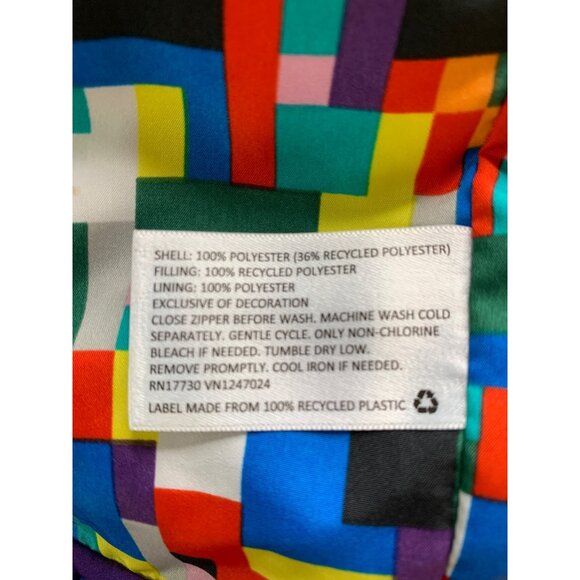 SHELL: 100% POLYESTER (36% RECYCLED POLYESTER)
FILLING: 100% RECYCLED POLYESTER
LINING: 100% POLYESTER
EXCLUSIVE OF DECORATION
CLOSE ZIPPER BEFORE WASH. MACHINE WASH COLD
SEPARATELY. GENTLE CYCLE. ONLY NON-CHLORINE
BLEACH IF NEEDED. TUMBLE DRY LOW.
REMOVE PROMPTLY. COOL IRON IF NEEDED.
RN17730 VN1247024
LABEL MADE FROM 100% RECYCLED PLASTIC